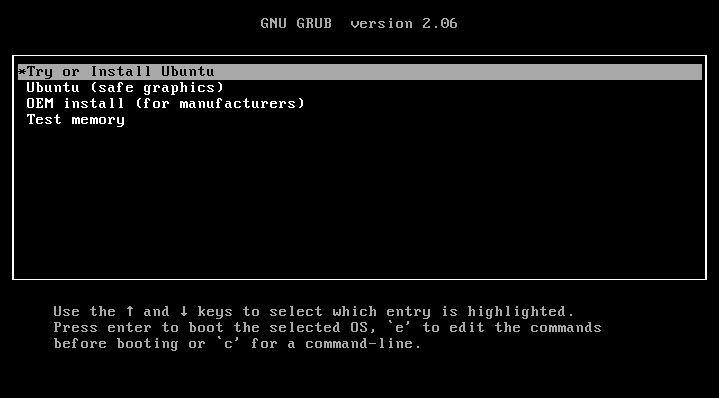 GNU GRUB  version 2.06
*Try or Install Ubuntu
Ubuntu (safe graphics)
OEM install (for manufacturers)
Test memory
Use the ↑ and ↓ keys to select which entry is highlighted.
Press enter to boot the selected OS, `e' to edit the commands
before booting or `c' for a command-line.